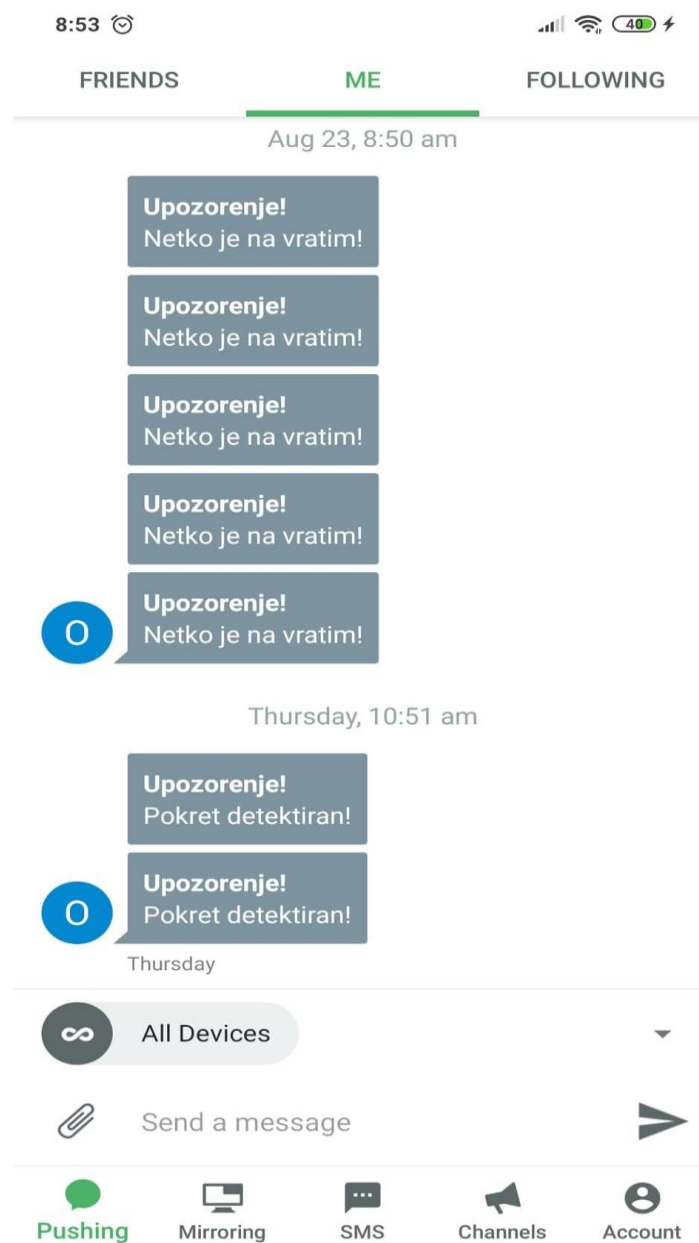 8:53
40
FRIENDS ME FOLLOWING
Aug 23, 8:50 am
Upozorenje!
Netko je na vratim!
Upozorenje!
Netko je na vratim!
Upozorenje!
Netko je na vratim!
Upozorenje!
Netko je na vratim!
Upozorenje!
Netko je na vratim!
O
Thursday, 10:51 am
Upozorenje!
Pokret detektiran!
Upozorenje!
Pokret detektiran!
O
Thursday
All Devices
Send a message
Pushing Mirroring SMS Channels Account